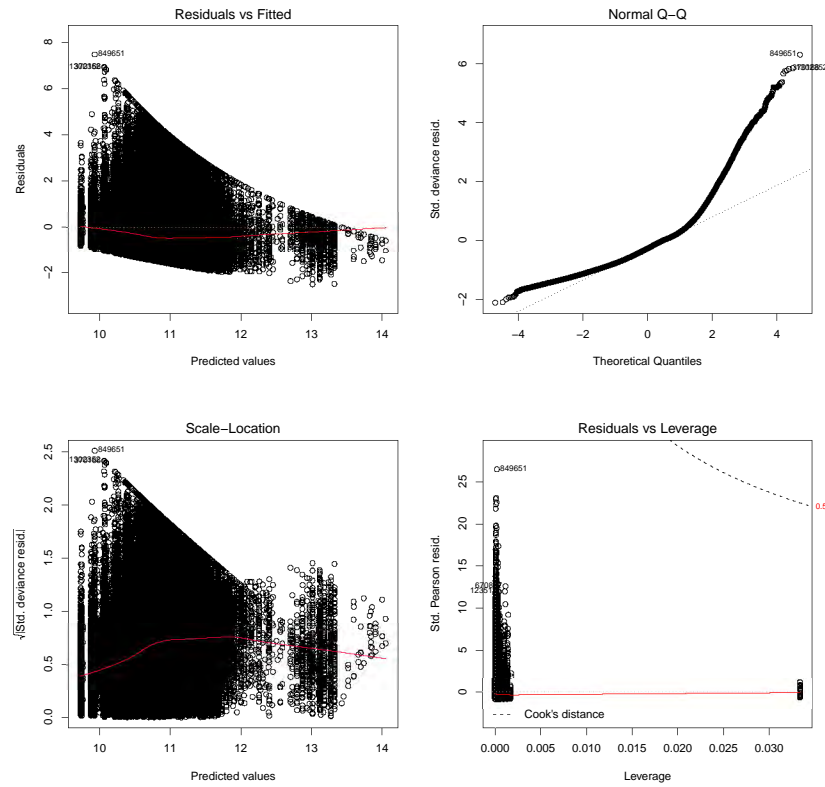 Residuals vs Fitted
Residuals
8
6
4
2
0
−2
849651
10 11 12 13 14
Predicted values
Normal Q−Q
Std. deviance resid.
6
4
2
0
−2
849651
−4 −2 0 2 4
Theoretical Quantiles
Scale−Location
√|Std. deviance resid.|
2.5
2.0
1.5
1.0
0.5
0.0
849651
10 11 12 13 14
Predicted values
Residuals vs Leverage
Std. Pearson resid.
25
20
15
10
5
0
849651
0.5
Cook's distance
0.000 0.005 0.010 0.015 0.020 0.025 0.030
Leverage